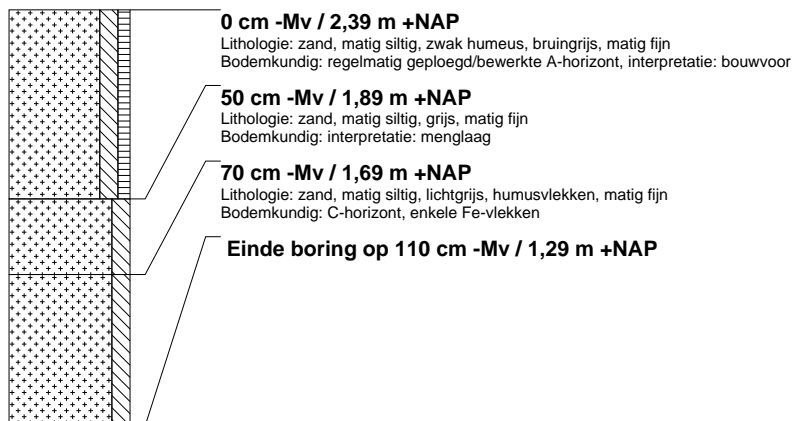 0 cm -Mv / 2,39 m +NAP
Lithologie: zand, matig siltig, zwak humeus, bruingrijs, matig fijn
Bodemkundig: regelmatig geploegd/bewerkte A-horizont, interpretatie: bouwvoor
50 cm -Mv / 1,89 m +NAP
Lithologie: zand, matig siltig, grijs, matig fijn
Bodemkundig: interpretatie: menglaag
70 cm -Mv / 1,69 m +NAP
Lithologie: zand, matig siltig, lichtgrijs, humusvlekken, matig fijn
Bodemkundig: C-horizont, enkele Fe-vlekken
Einde boring op 110 cm -Mv / 1,29 m +NAP